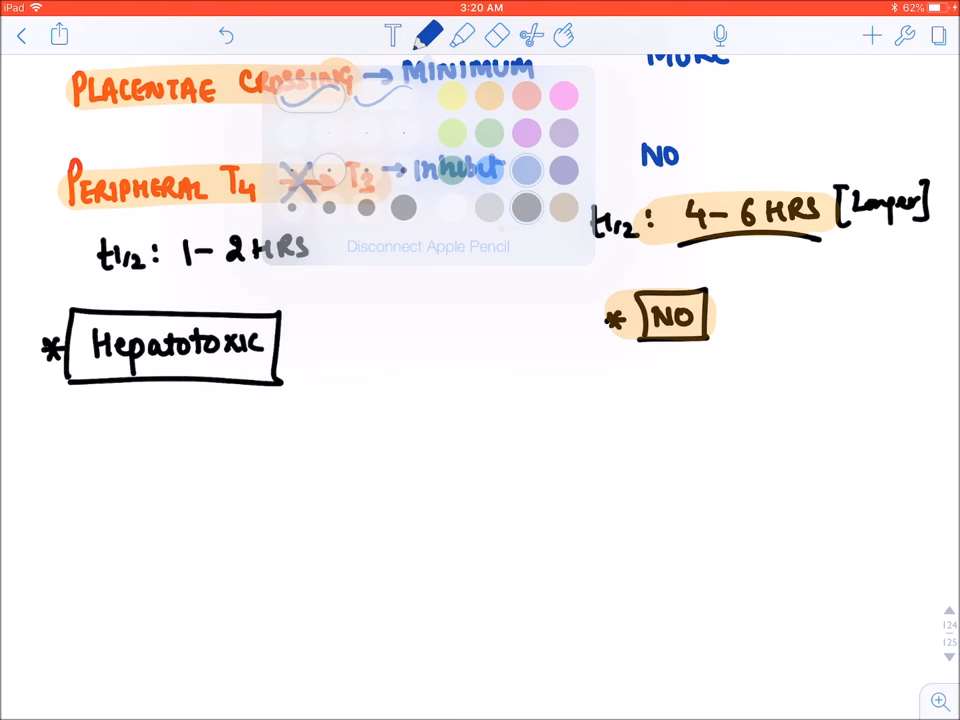 iPad 3:20 AM 62%
T
PLACENTAE CROSSING → MINIMUM MORE
PERIPHERAL T4 → T3 → Inhibit NO
t1/2: 1 - 2 HRS t1/2: 4 - 6 HRS [Longer]
Disconnect Apple Pencil
* Hepatotoxic * NO
124
125